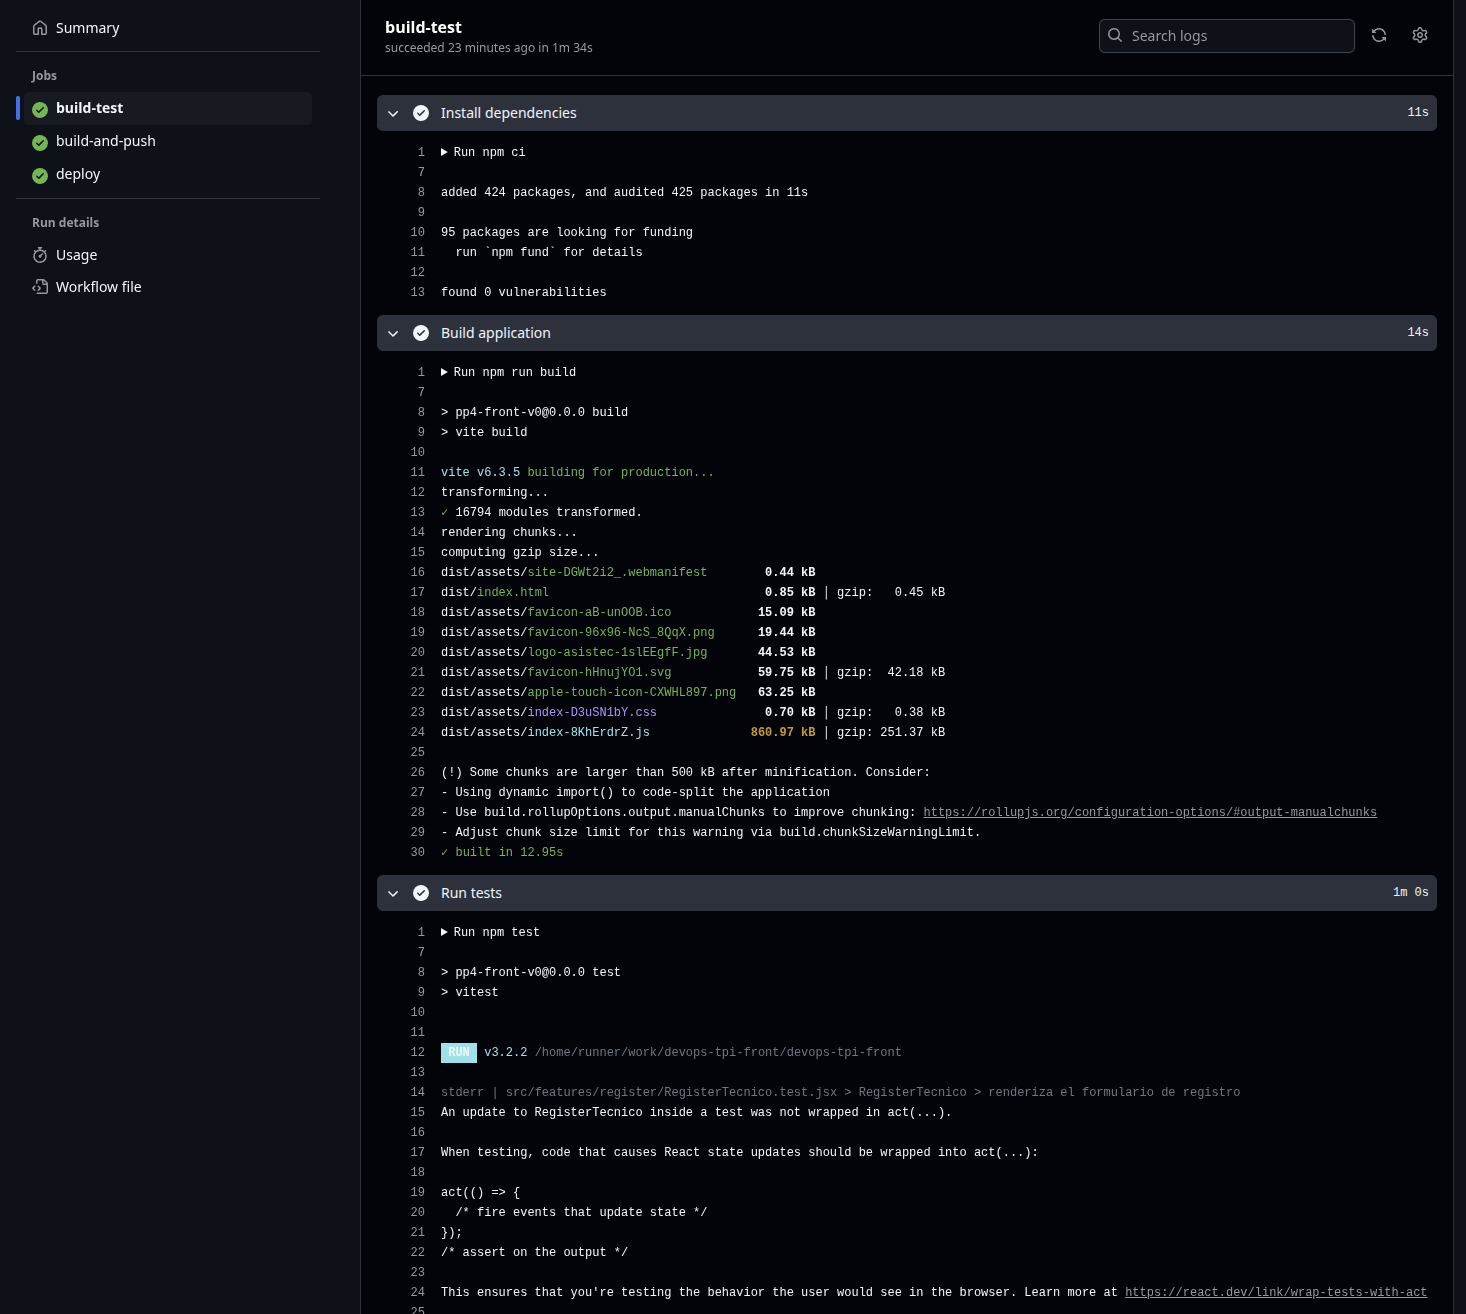 Summary
Jobs
build-test
build-and-push
deploy
Run details
Usage
Workflow file
build-test
succeeded 23 minutes ago in 1m 34s
Search logs
Install dependencies 11s
1 Run npm ci
7
8 added 424 packages, and audited 425 packages in 11s
9
10 95 packages are looking for funding
11 run `npm fund` for details
12
13 found 0 vulnerabilities
Build application 14s
1 Run npm run build
7
8 > pp4-front-v0@0.0.0 build
9 > vite build
10
11 vite v6.3.5 building for production...
12 transforming...
13 ✓ 16794 modules transformed.
14 rendering chunks...
15 computing gzip size...
16 dist/assets/site-DGWt2i2_.webmanifest 0.44 kB
17 dist/index.html 0.85 kB │ gzip: 0.45 kB
18 dist/assets/favicon-aB-unOOB.ico 15.09 kB
19 dist/assets/favicon-96x96-NcS_8QqX.png 19.44 kB
20 dist/assets/logo-asistec-1slEEgfF.jpg 44.53 kB
21 dist/assets/favicon-hHnujYO1.svg 59.75 kB │ gzip: 42.18 kB
22 dist/assets/apple-touch-icon-CXWHL897.png 63.25 kB
23 dist/assets/index-D3uSN1bY.css 0.70 kB │ gzip: 0.38 kB
24 dist/assets/index-8KhErdrZ.js 860.97 kB │ gzip: 251.37 kB
25
26 (!) Some chunks are larger than 500 kB after minification. Consider:
27 - Using dynamic import() to code-split the application
28 - Use build.rollupOptions.output.manualChunks to improve chunking: https://rollupjs.org/configuration-options/#output-manualchunks
29 - Adjust chunk size limit for this warning via build.chunkSizeWarningLimit.
30 ✓ built in 12.95s
Run tests 1m 0s
1 Run npm test
7
8 > pp4-front-v0@0.0.0 test
9 > vitest
10
11
12 RUN v3.2.2 /home/runner/work/devops-tpi-front/devops-tpi-front
13
14 stderr | src/features/register/RegisterTecnico.test.jsx > RegisterTecnico > renderiza el formulario de registro
15 An update to RegisterTecnico inside a test was not wrapped in act(...).
16
17 When testing, code that causes React state updates should be wrapped into act(...):
18
19 act(() => {
20 /* fire events that update state */
21 });
22 /* assert on the output */
23
24 This ensures that you're testing the behavior the user would see in the browser. Learn more at https://react.dev/link/wrap-tests-with-act
25